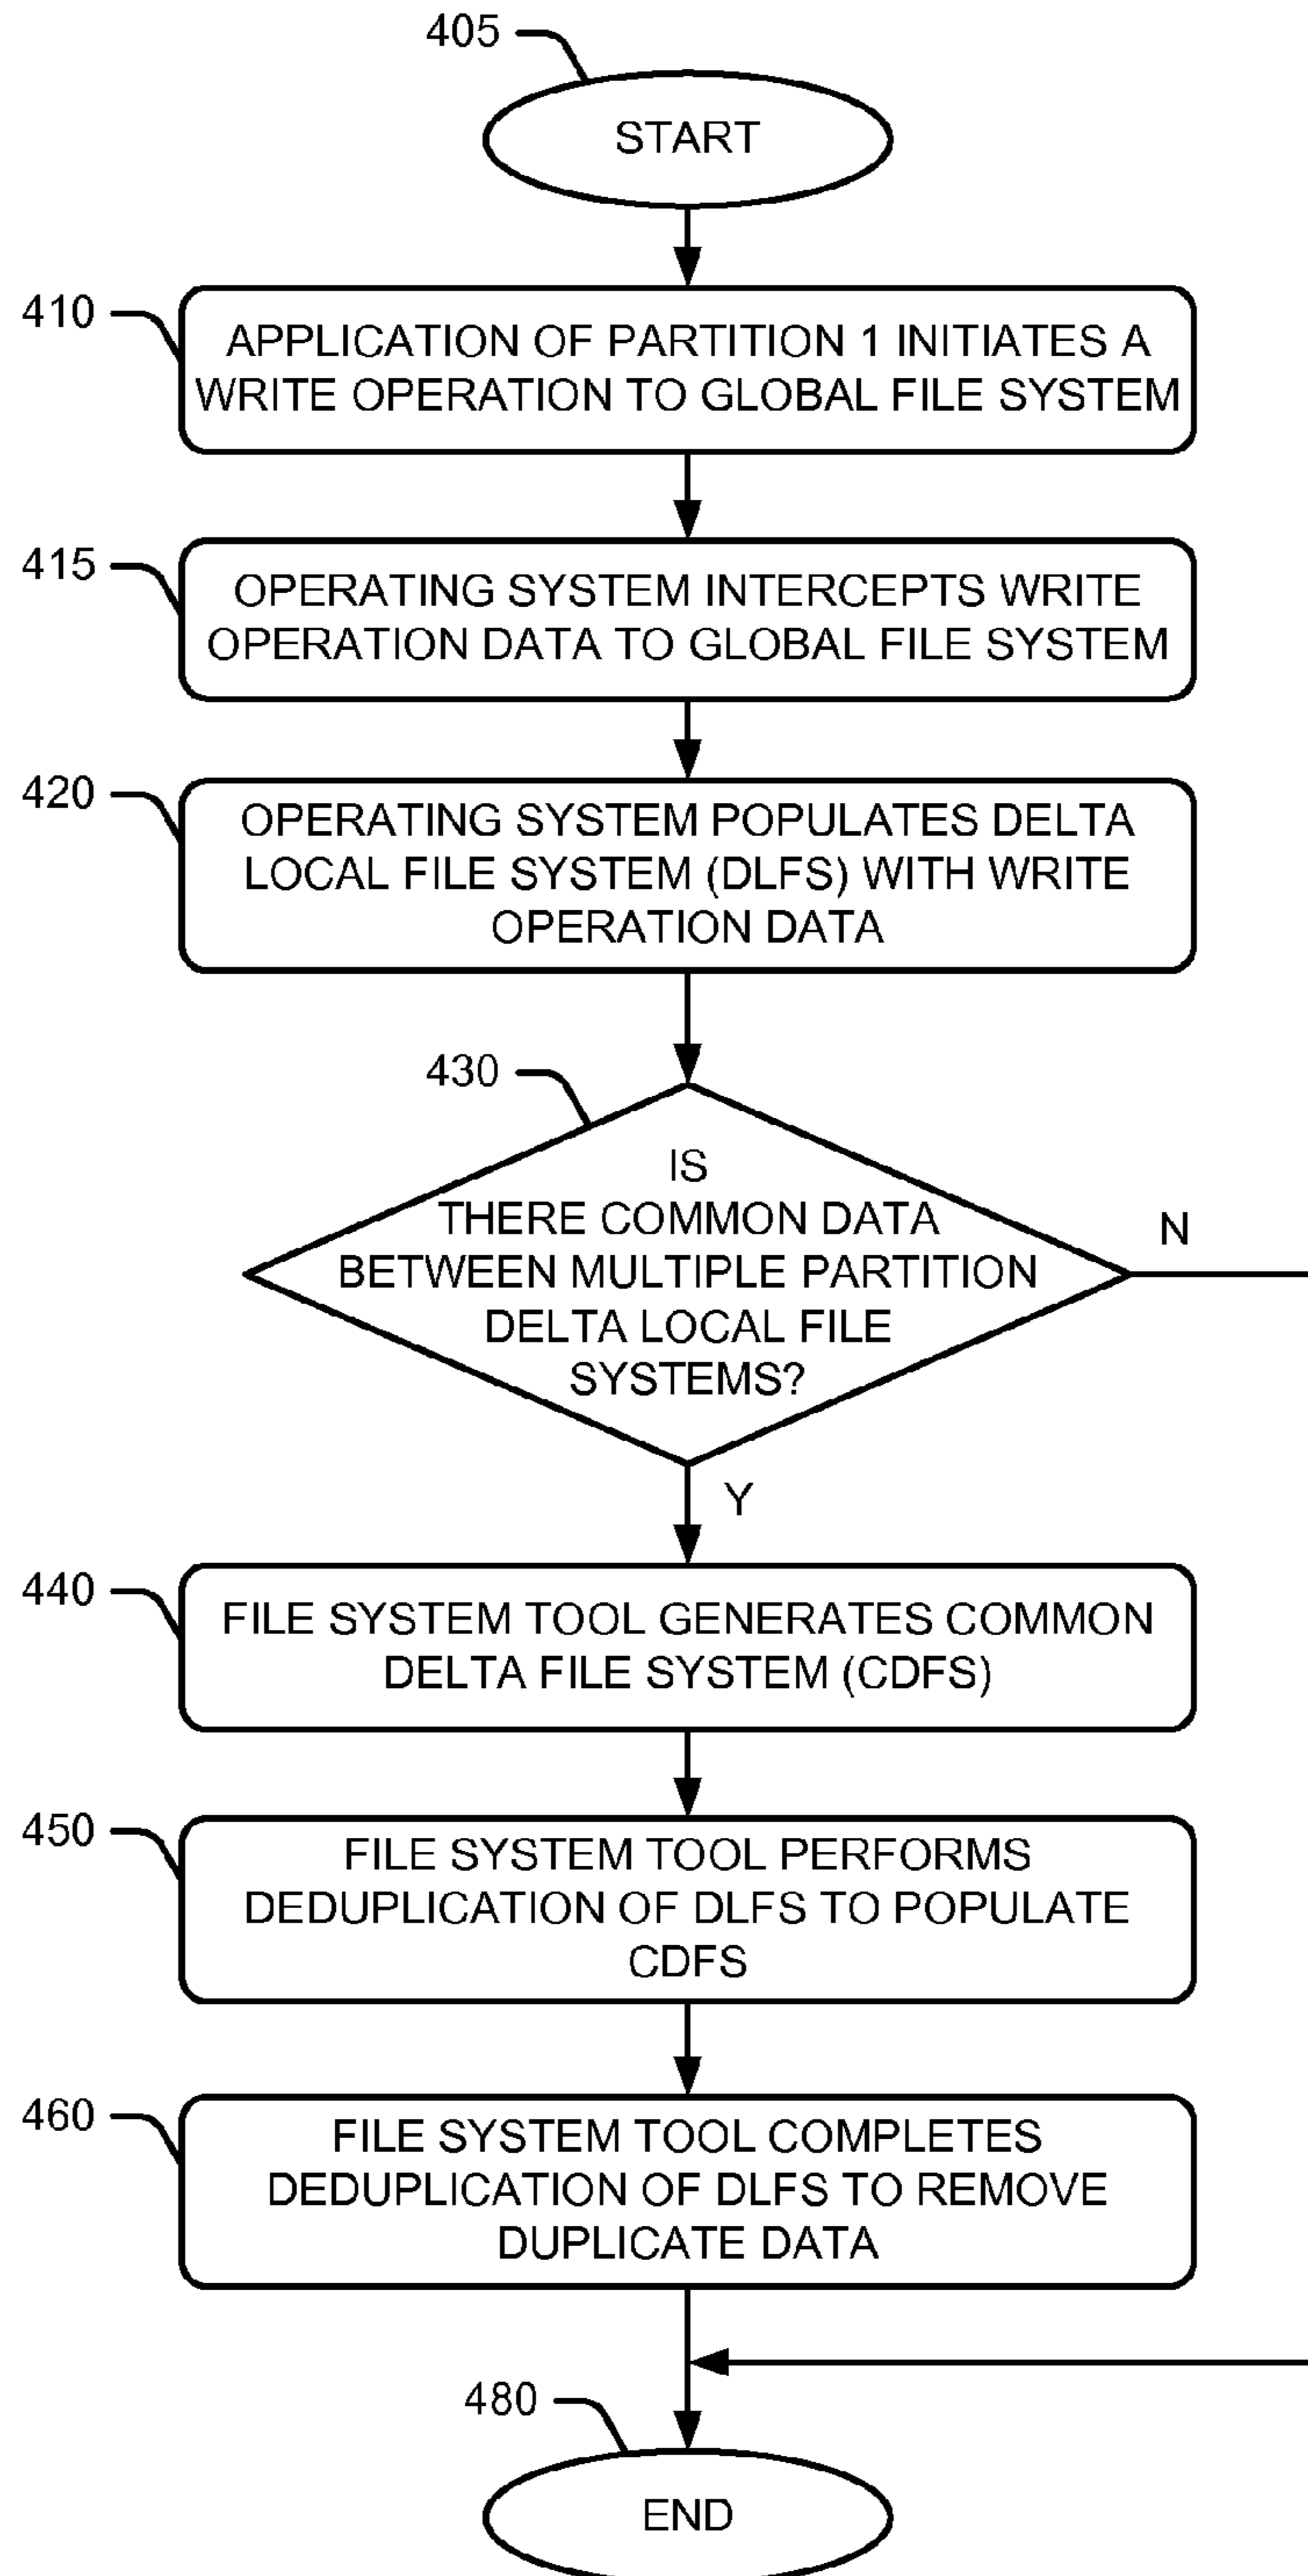 405
START
410
APPLICATION OF PARTITION 1 INITIATES A
WRITE OPERATION TO GLOBAL FILE SYSTEM
415
OPERATING SYSTEM INTERCEPTS WRITE
OPERATION DATA TO GLOBAL FILE SYSTEM
420
OPERATING SYSTEM POPULATES DELTA
LOCAL FILE SYSTEM (DLFS) WITH WRITE
OPERATION DATA
430
IS
THERE COMMON DATA
BETWEEN MULTIPLE PARTITION
DELTA LOCAL FILE
SYSTEMS?
N
Y
440
FILE SYSTEM TOOL GENERATES COMMON
DELTA FILE SYSTEM (CDFS)
450
FILE SYSTEM TOOL PERFORMS
DEDUPLICATION OF DLFS TO POPULATE
CDFS
460
FILE SYSTEM TOOL COMPLETES
DEDUPLICATION OF DLFS TO REMOVE
DUPLICATE DATA
480
END